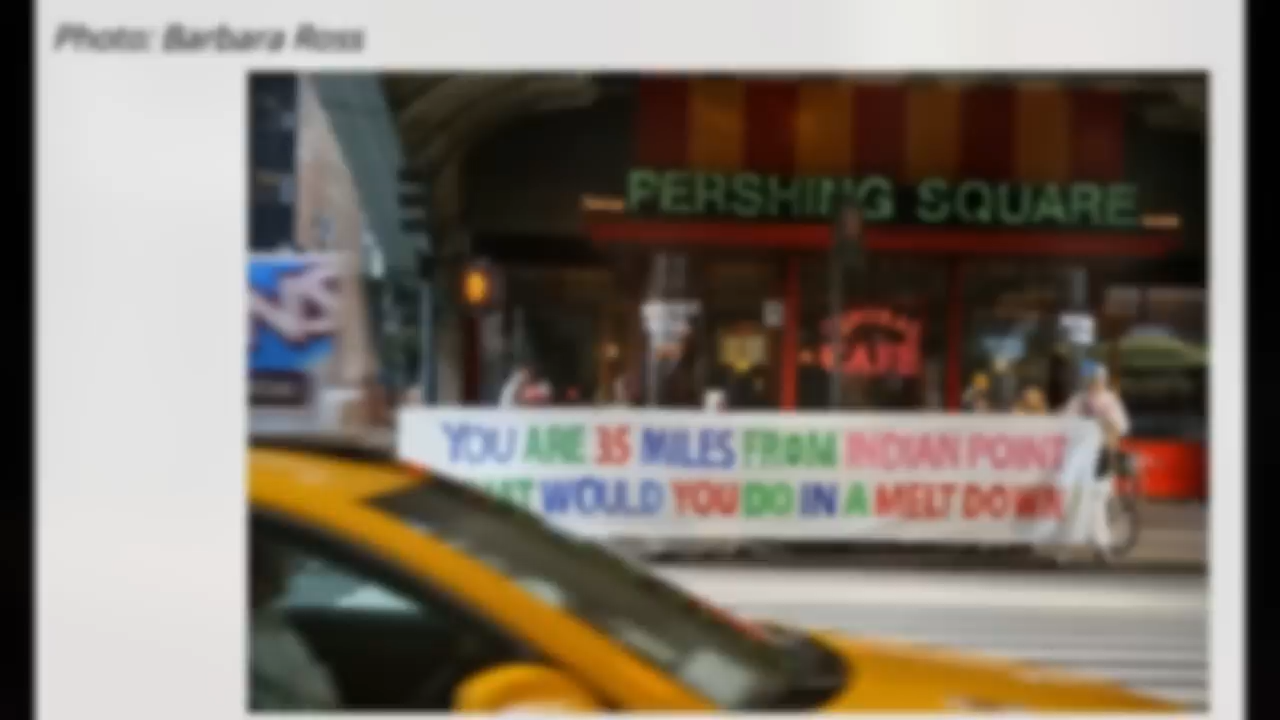 Photo: Barbara Ross
PERSHING SQUARE
CAFE
YOU ARE 35 MILES FROM INDIAN POINT
WOULD YOU DO IN A MELT DOWN